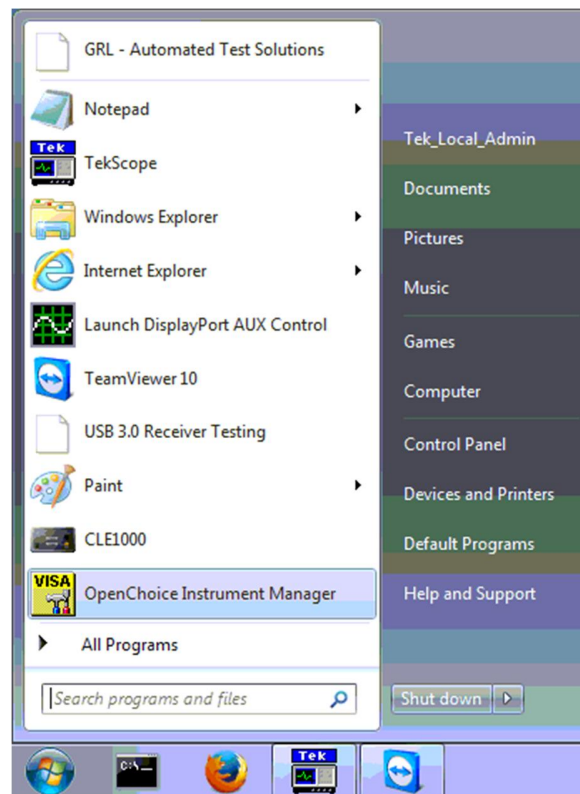 GRL - Automated Test Solutions
Notepad
Tek
TekScope
Windows Explorer
Internet Explorer
Launch DisplayPort AUX Control
TeamViewer 10
USB 3.0 Receiver Testing
Paint
CLE1000
VISA
OpenChoice Instrument Manager
All Programs
Search programs and files
Tek_Local_Admin
Documents
Pictures
Music
Games
Computer
Control Panel
Devices and Printers
Default Programs
Help and Support
Shut down
C:\_
Tek